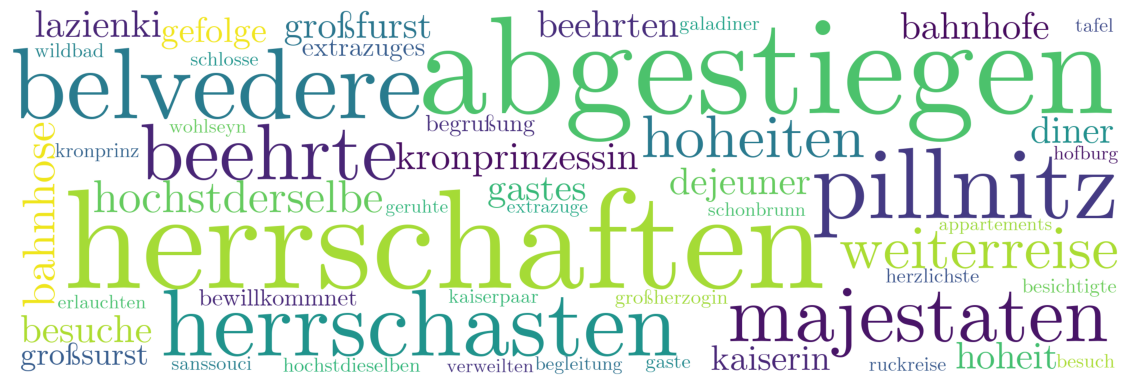 lazienki gefolge großfurst beehrten galadiner bahnhofe tafel
wildbad schlosse extrazuges
belvedere abgestiegen
wohlseyn begrußung hoheiten diner
kronprinz beehrte kronprinzessin hofburg
bahnhose hochstderselbe geruhte gastes extrazuge dejeuner schonbrunn pillnitz
herrschaften appartements
weiterreise
herzlichste besichtigte
erlauchten bewillkommnet kaiserpaar großherzogin
besuche herrschasten majestaten
großsurst sanssouci hochstdieselben verweilten begleitung gaste kaiserin ruckreise hoheit besuch